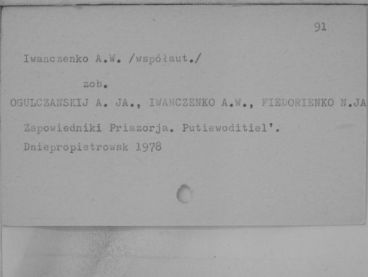 91
Iwanczenko A.W. /współaut./
zob.
OGULCZANSKIJ A. JA., IWANCZENKO A.W., FIEDORIENKO N.JA
Zapowiedniki Priazorja. Putiewoditiel'.
Dniepropietrowsk 1978